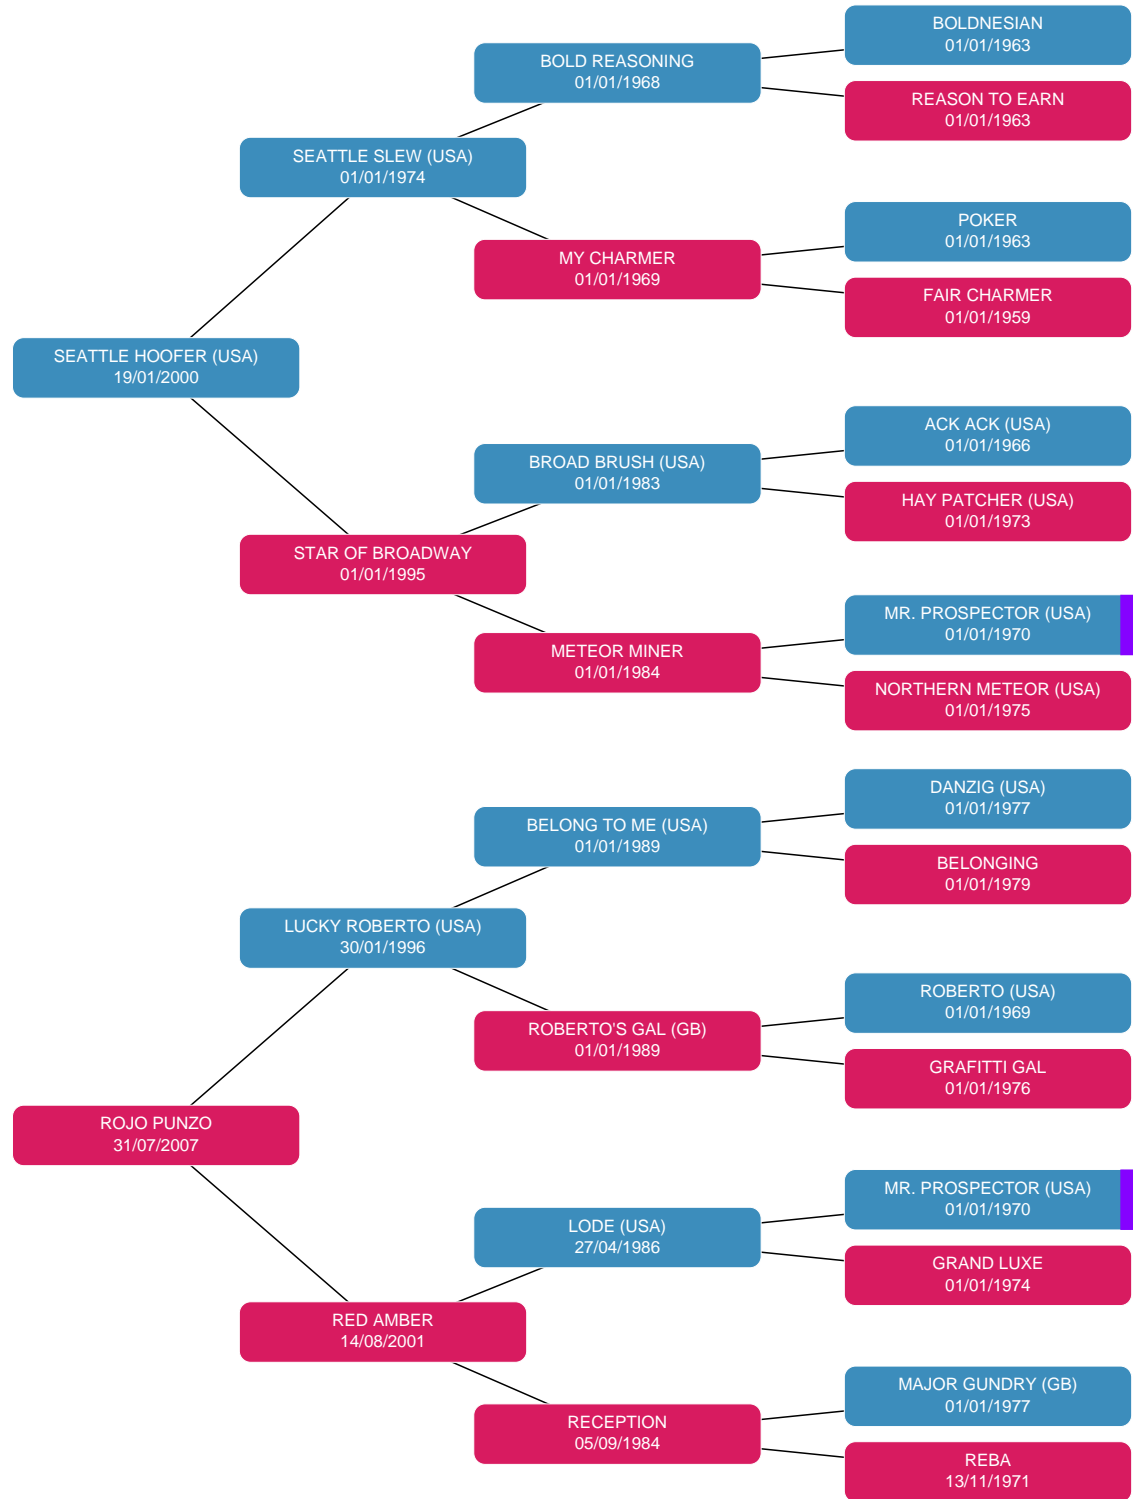 BOLDNESIAN
01/01/1963
BOLD REASONING
01/01/1968
REASON TO EARN
01/01/1963
SEATTLE SLEW (USA)
01/01/1974
POKER
01/01/1963
MY CHARMER
01/01/1969
FAIR CHARMER
01/01/1959
SEATTLE HOOFER (USA)
19/01/2000
ACK ACK (USA)
01/01/1966
BROAD BRUSH (USA)
01/01/1983
HAY PATCHER (USA)
01/01/1973
STAR OF BROADWAY
01/01/1995
MR. PROSPECTOR (USA)
01/01/1970
METEOR MINER
01/01/1984
NORTHERN METEOR (USA)
01/01/1975
DANZIG (USA)
01/01/1977
BELONG TO ME (USA)
01/01/1989
BELONGING
01/01/1979
LUCKY ROBERTO (USA)
30/01/1996
ROBERTO (USA)
01/01/1969
ROBERTO'S GAL (GB)
01/01/1989
GRAFITTI GAL
01/01/1976
ROJO PUNZO
31/07/2007
MR. PROSPECTOR (USA)
01/01/1970
LODE (USA)
27/04/1986
GRAND LUXE
01/01/1974
RED AMBER
14/08/2001
MAJOR GUNDRY (GB)
01/01/1977
RECEPTION
05/09/1984
REBA
13/11/1971